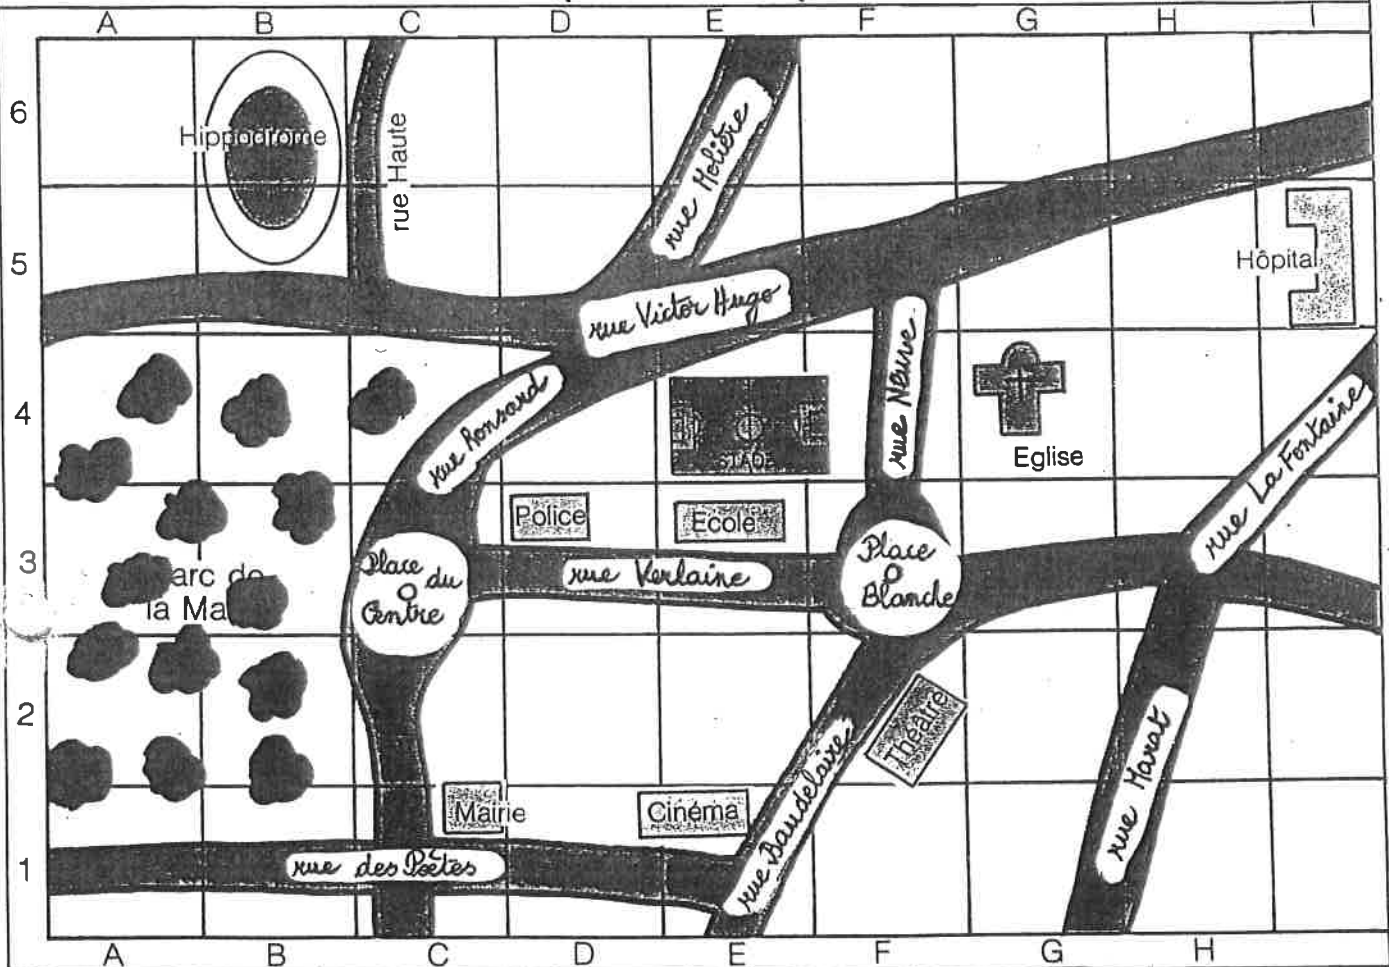 A B C D E F G H I
6
Hippodrome
rue Haute
rue Molière
5
Hôpital
rue Victor Hugo
4
rue Ronsard
STADE
rue Neuve
Eglise
rue La Fontaine
Police
Ecole
3
Place du
Centre
rue Verlaine
Place
Blanche
Parc de
la Ma
2
Théâtre
rue Baudelaire
rue Marat
Mairie
Cinéma
1
rue des Poètes
A B C D E F G H